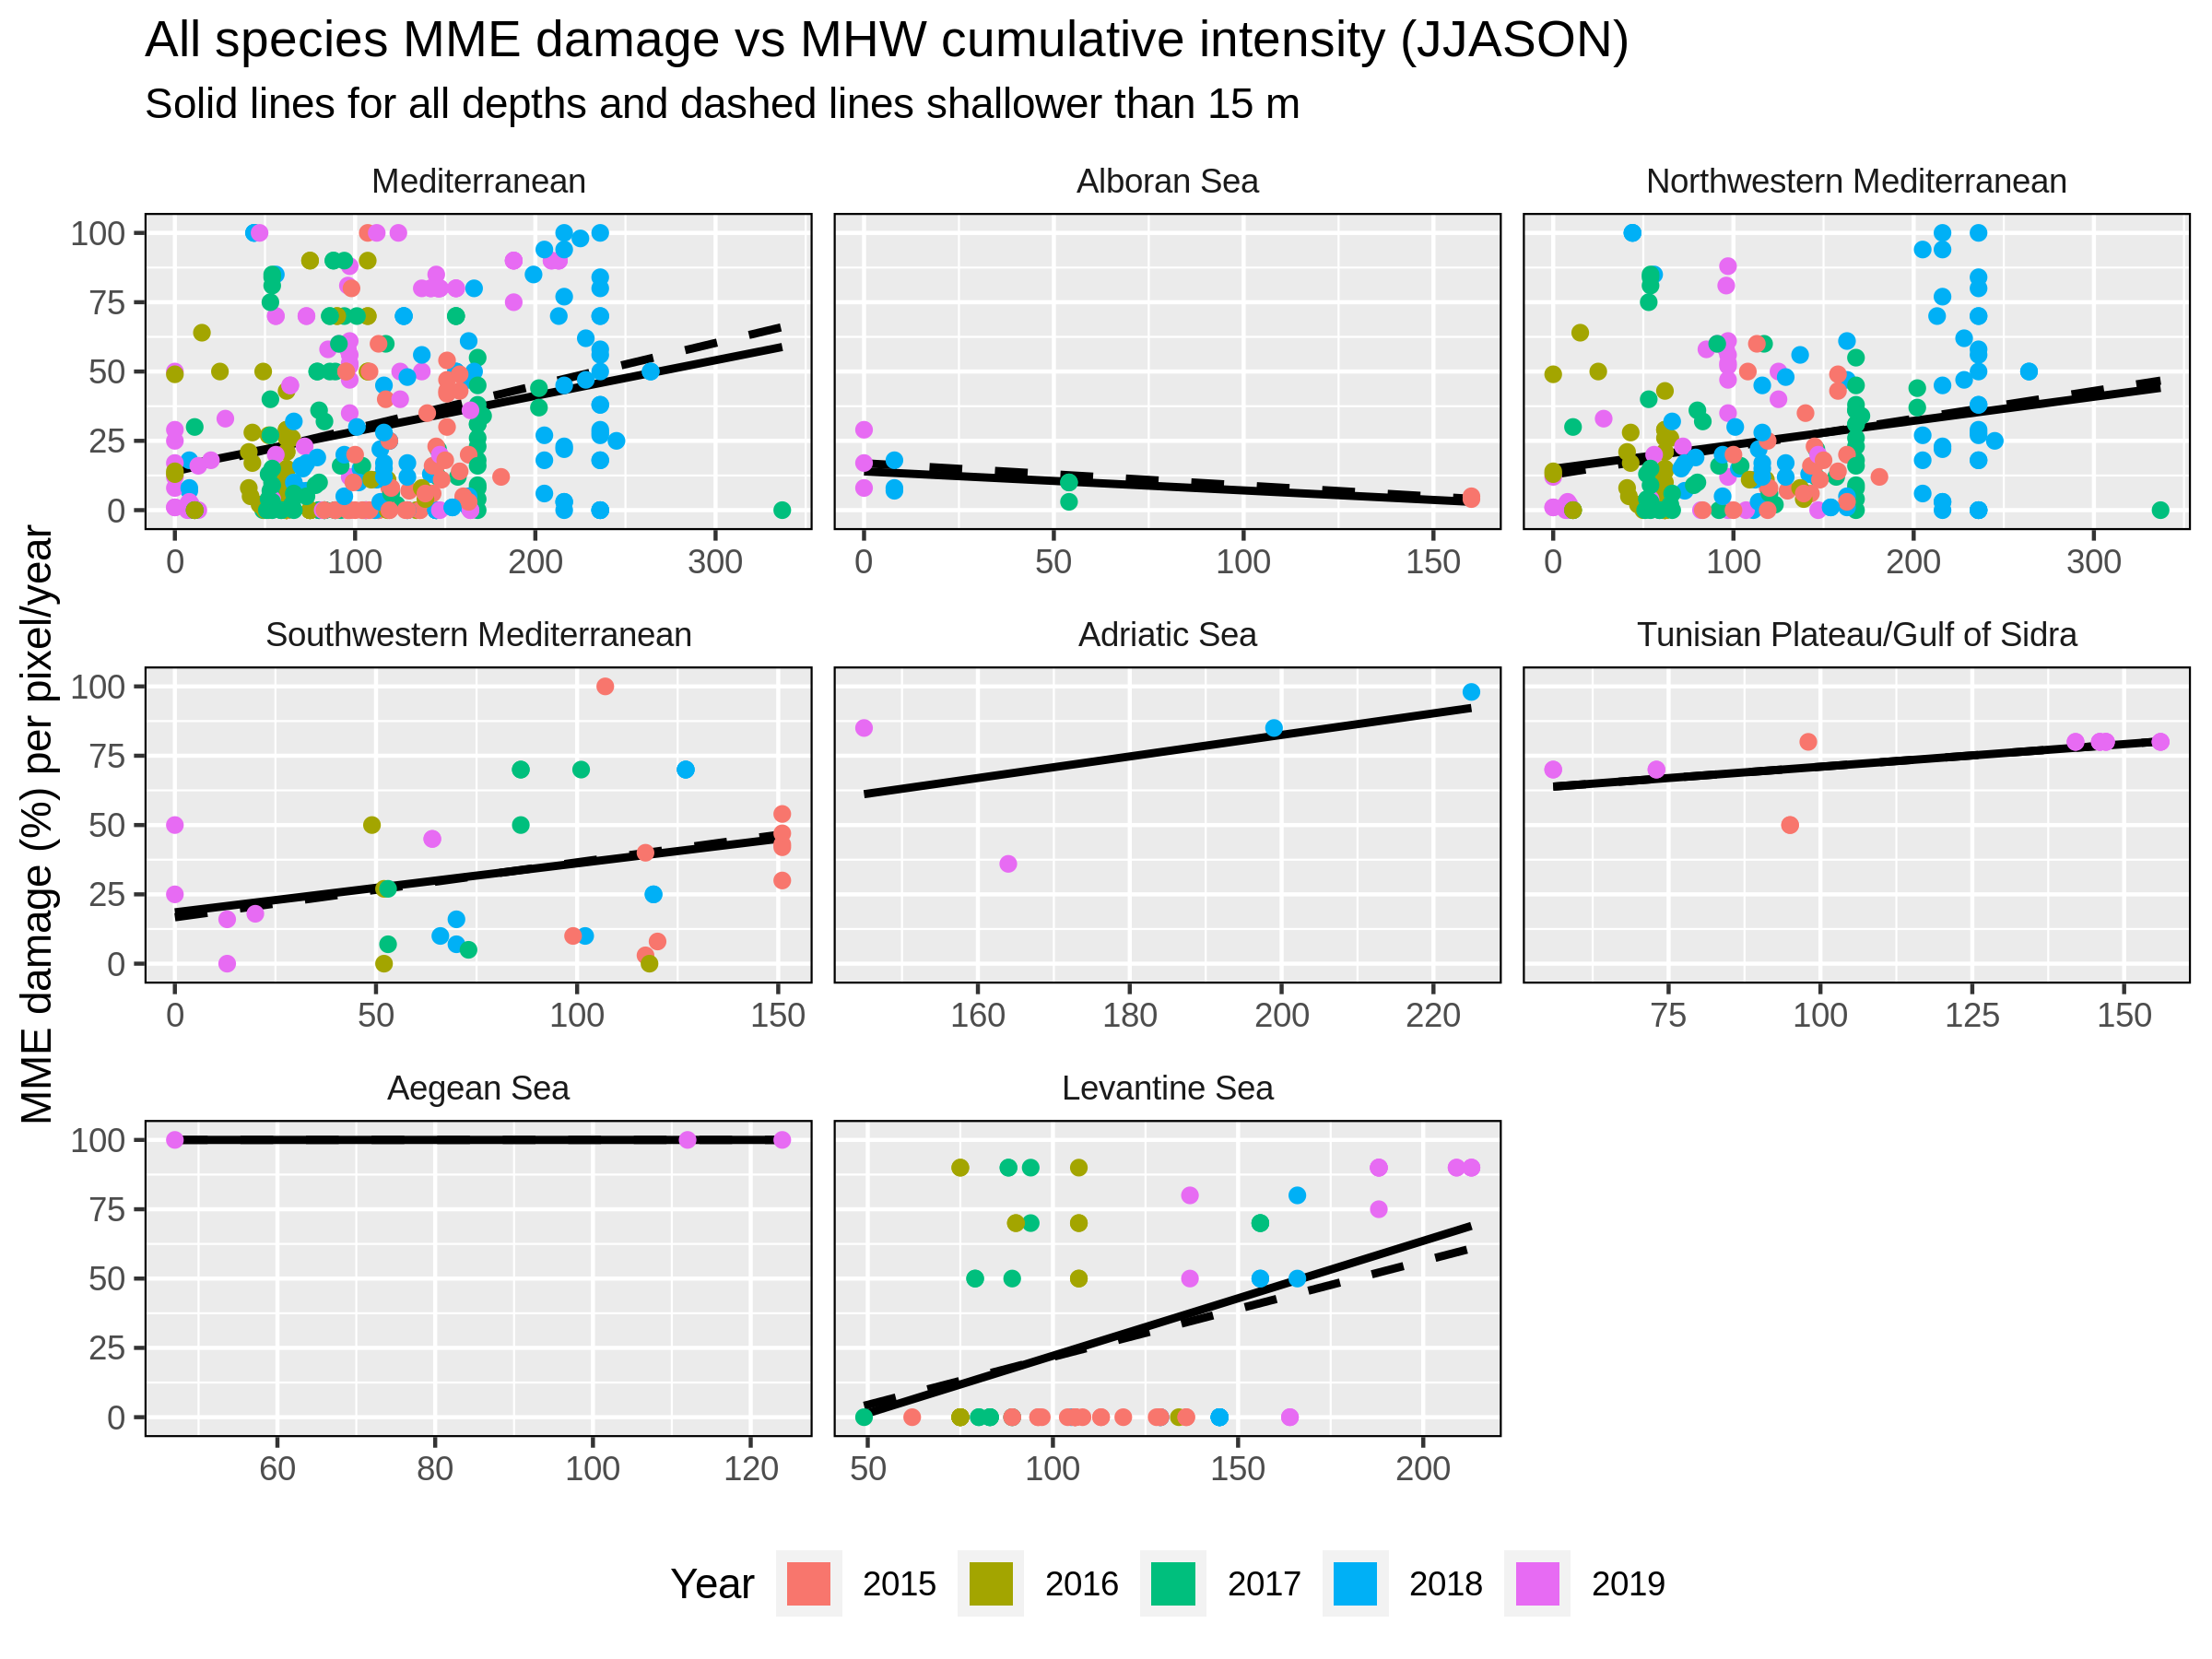 All species MME damage vs MHW cumulative intensity (JJASON)
Solid lines for all depths and dashed lines shallower than 15 m
MME damage (%) per pixel/year
Mediterranean
Alboran Sea
Northwestern Mediterranean
100
75
50
25
0
0 100 200 300
0 50 100 150
0 100 200 300
Southwestern Mediterranean
Adriatic Sea
Tunisian Plateau/Gulf of Sidra
100
75
50
25
0
0 50 100 150
160 180 200 220
75 100 125 150
Aegean Sea
Levantine Sea
100
75
50
25
0
60 80 100 120
50 100 150 200
Year 2015 2016 2017 2018 2019